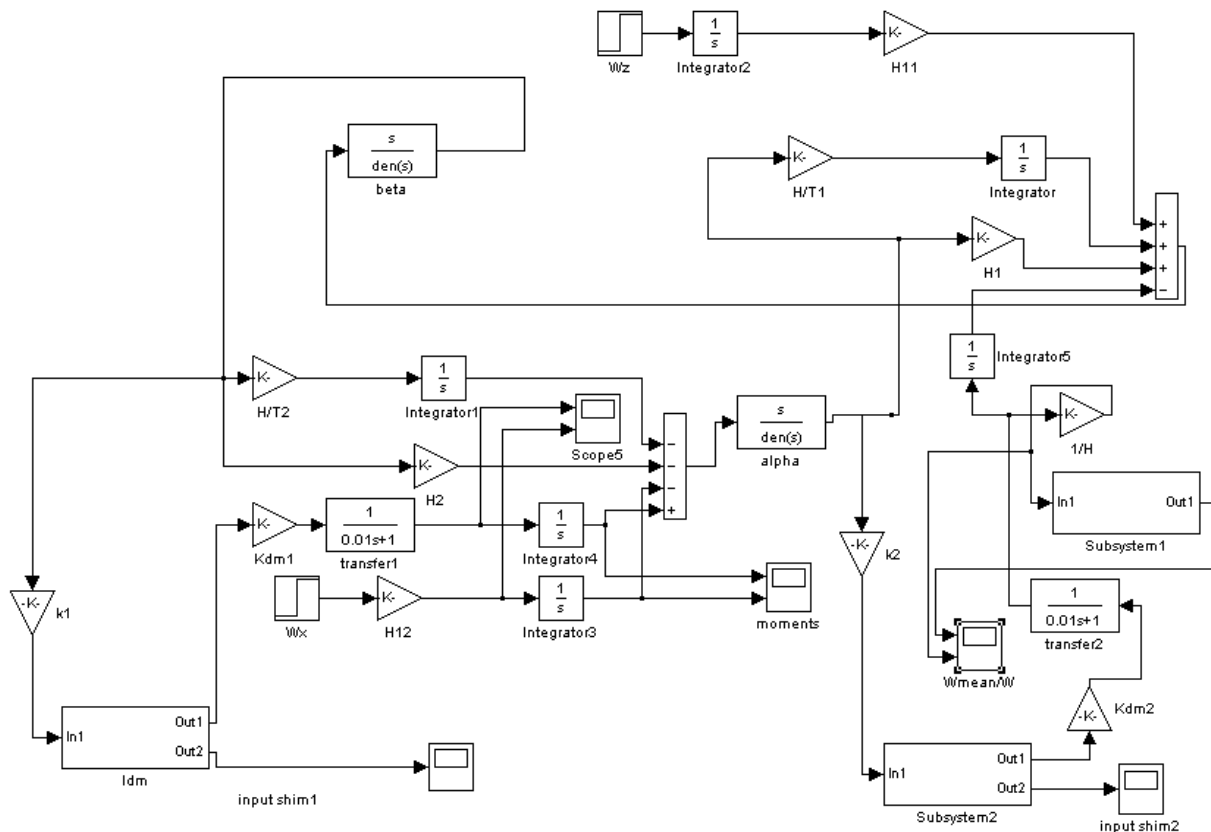 1
s
K-
Wz
Integrator2
H11
s
den(s)
beta
K-
1
s
H/T1
Integrator
+
+
+
−
K-
H1
1
s
Integrator5
K-
1
s
H/T2
Integrator1
Scope5
−
−
−
+
s
den(s)
alpha
K-
1/H
K-
H2
In1
Out1
Subsystem1
K-
Kdm1
1
0.01s+1
transfer1
1
s
Integrator4
-K-
k2
moments
Wx
K-
H12
1
s
Integrator3
-K-
k1
1
0.01s+1
transfer2
Wmean/W
-K-
Kdm2
In1
Out1
Out2
Idm
input shim1
In1
Out1
Out2
Subsystem2
input shim2